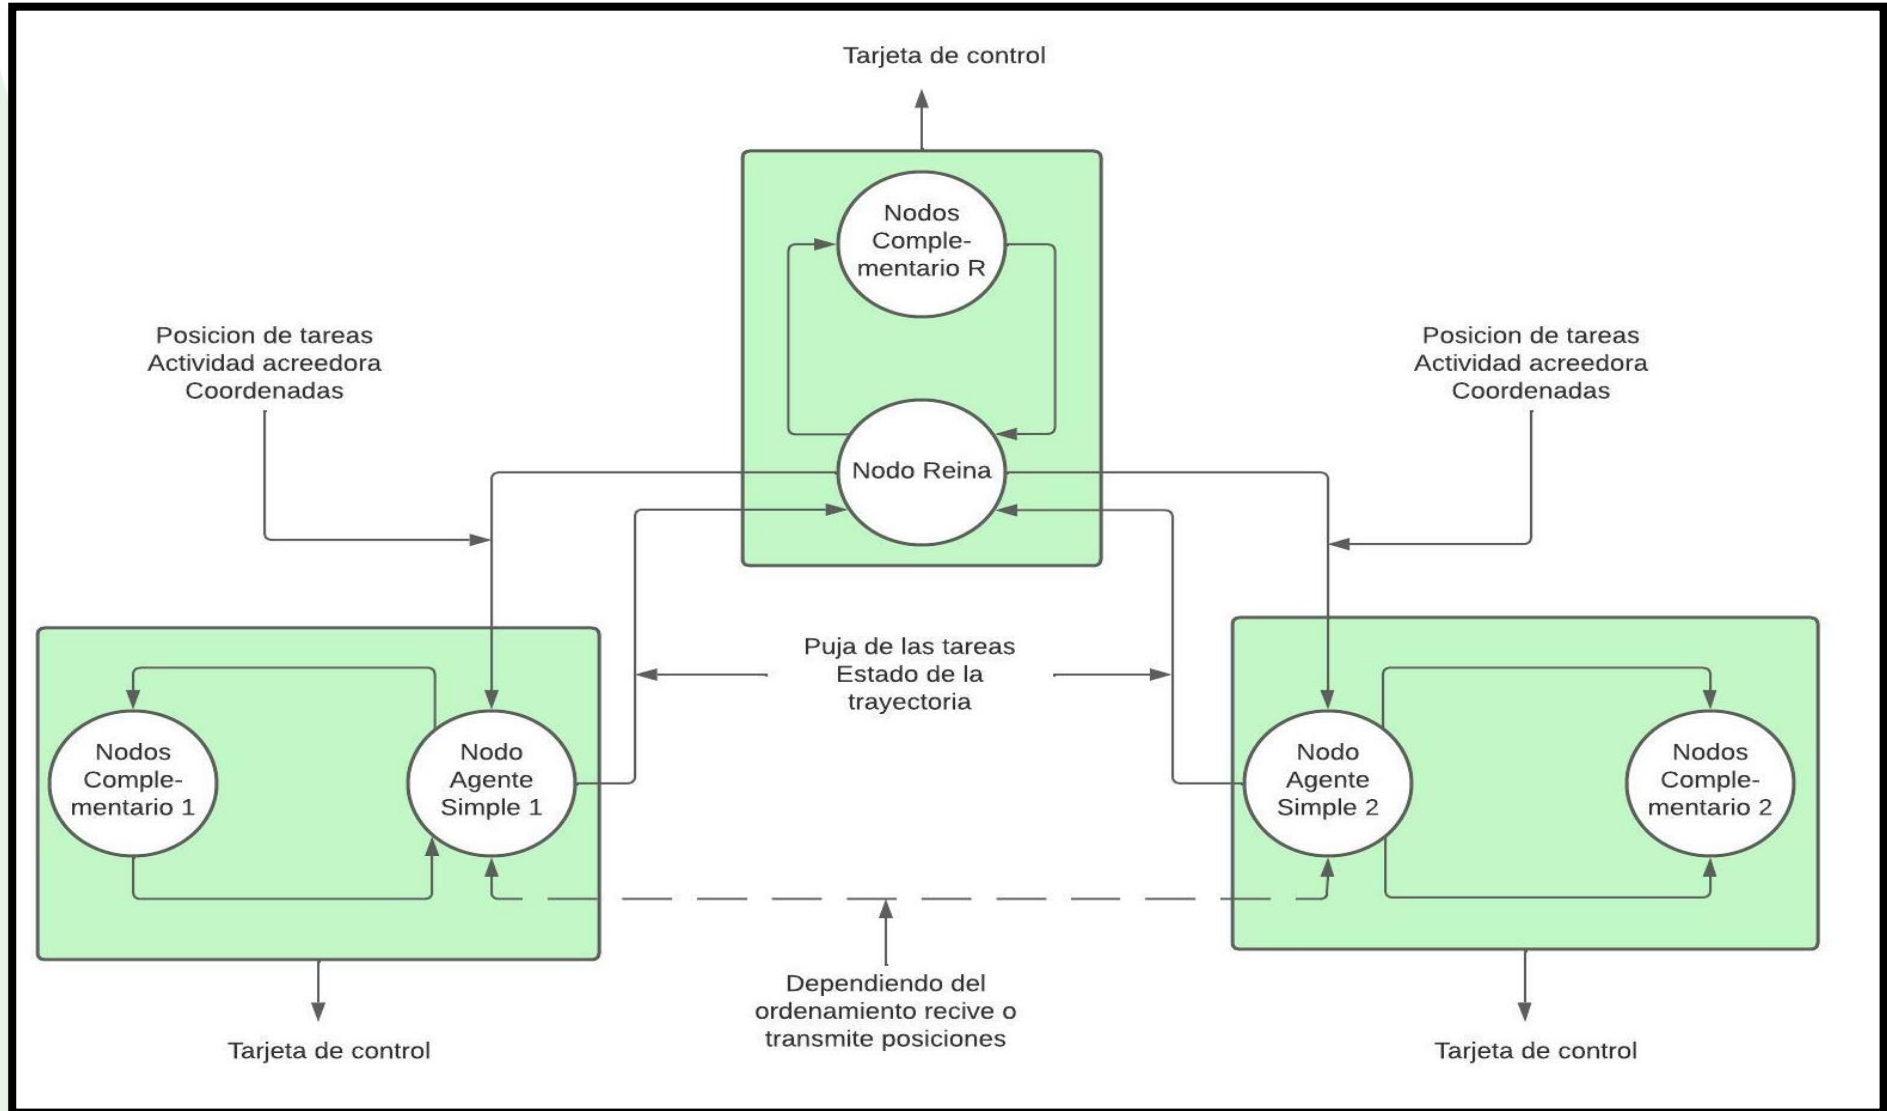 Tarjeta de control
Nodos
Comple-
mentario R
Posicion de tareas
Actividad acreedora
Coordenadas
Posicion de tareas
Actividad acreedora
Coordenadas
Nodo Reina
Puja de las tareas
Estado de la
trayectoria
Nodos
Comple-
mentario 1
Nodo
Agente
Simple 1
Nodo
Agente
Simple 2
Nodos
Comple-
mentario 2
Dependiendo del
ordenamiento recive o
transmite posiciones
Tarjeta de control
Tarjeta de control